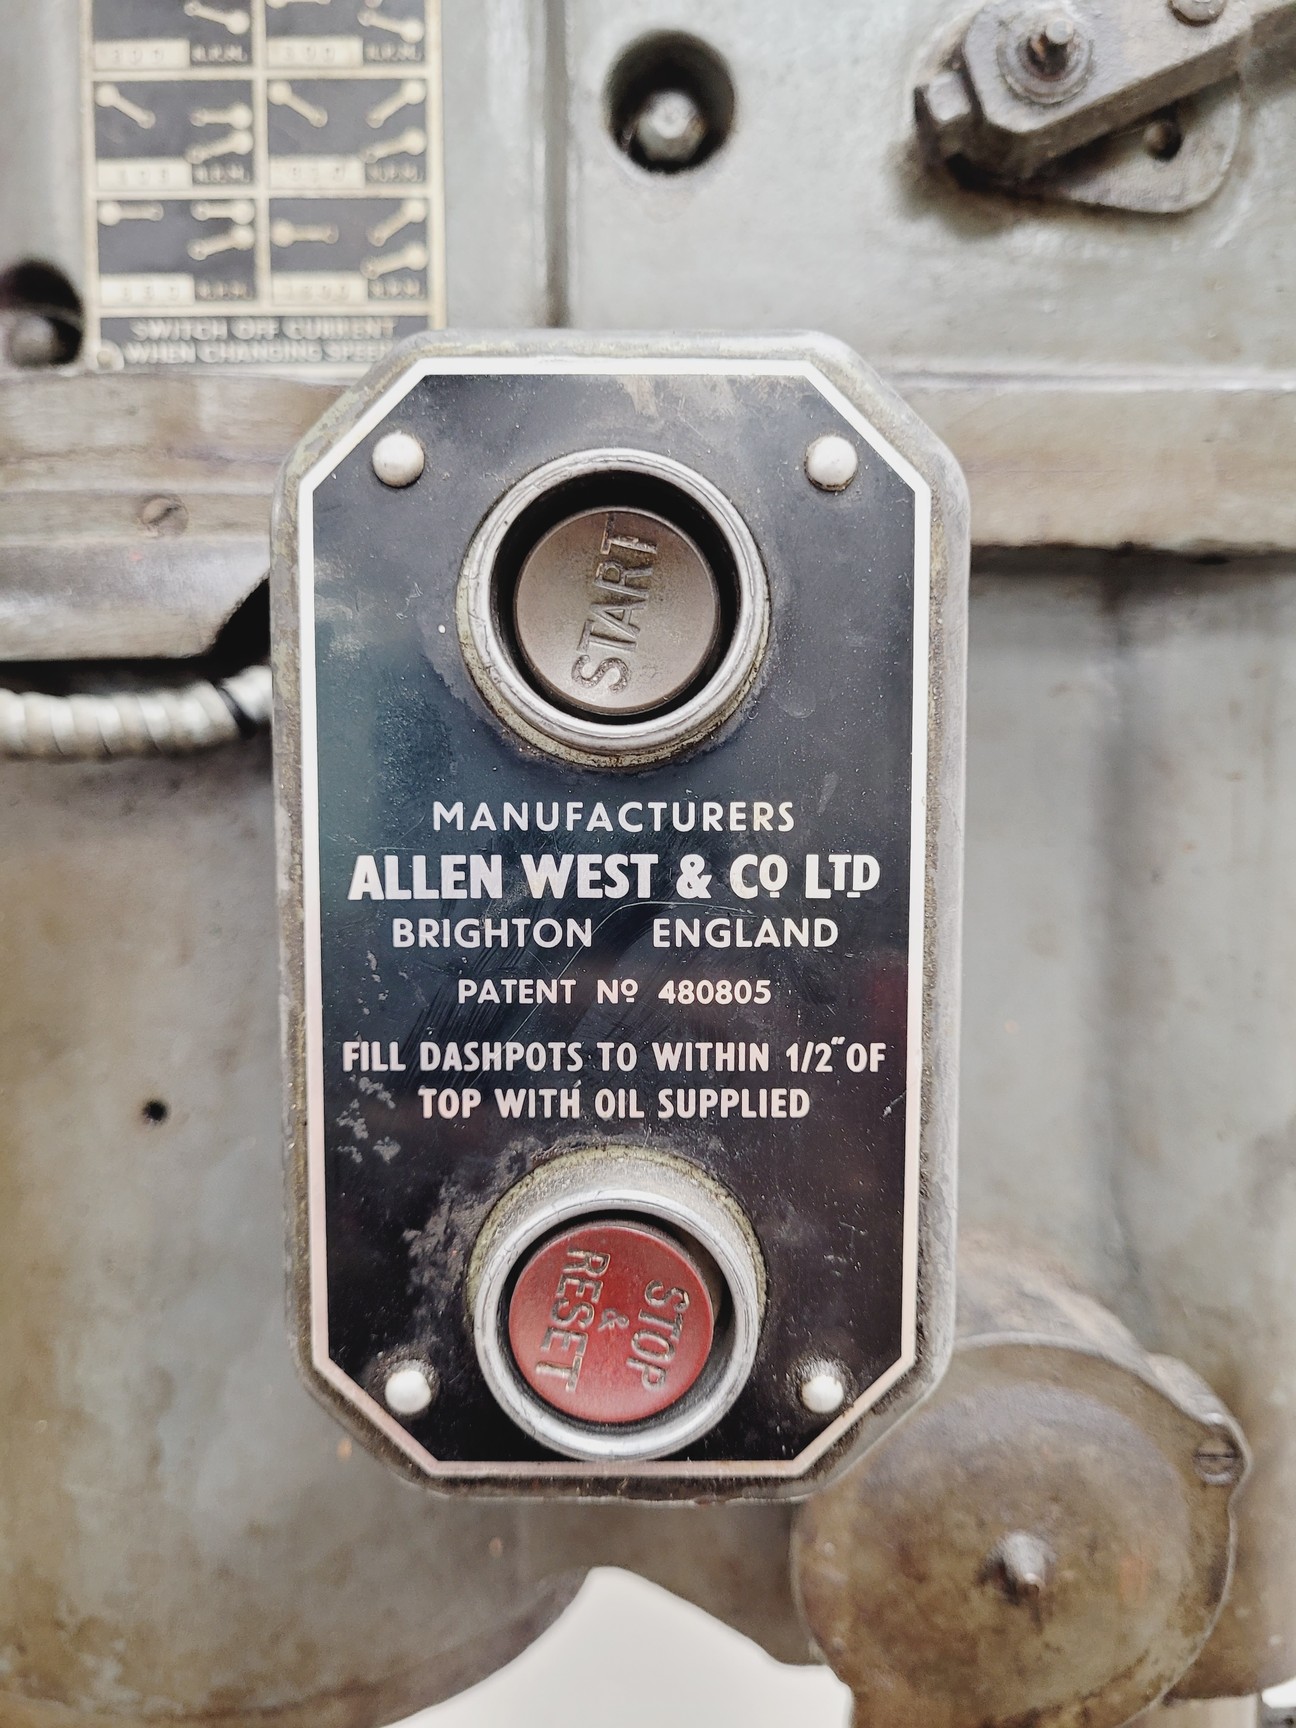 R.P.M. R.P.M.
R.P.M. R.P.M.
R.P.M. R.P.M.
SWITCH OFF CURRENT
WHEN CHANGING
START
MANUFACTURERS
ALLEN WEST & Cº LTD
BRIGHTON ENGLAND
PATENT Nº 480805
FILL DASHPOTS TO WITHIN 1/2" OF
TOP WITH OIL SUPPLIED
STOP
&
RESET